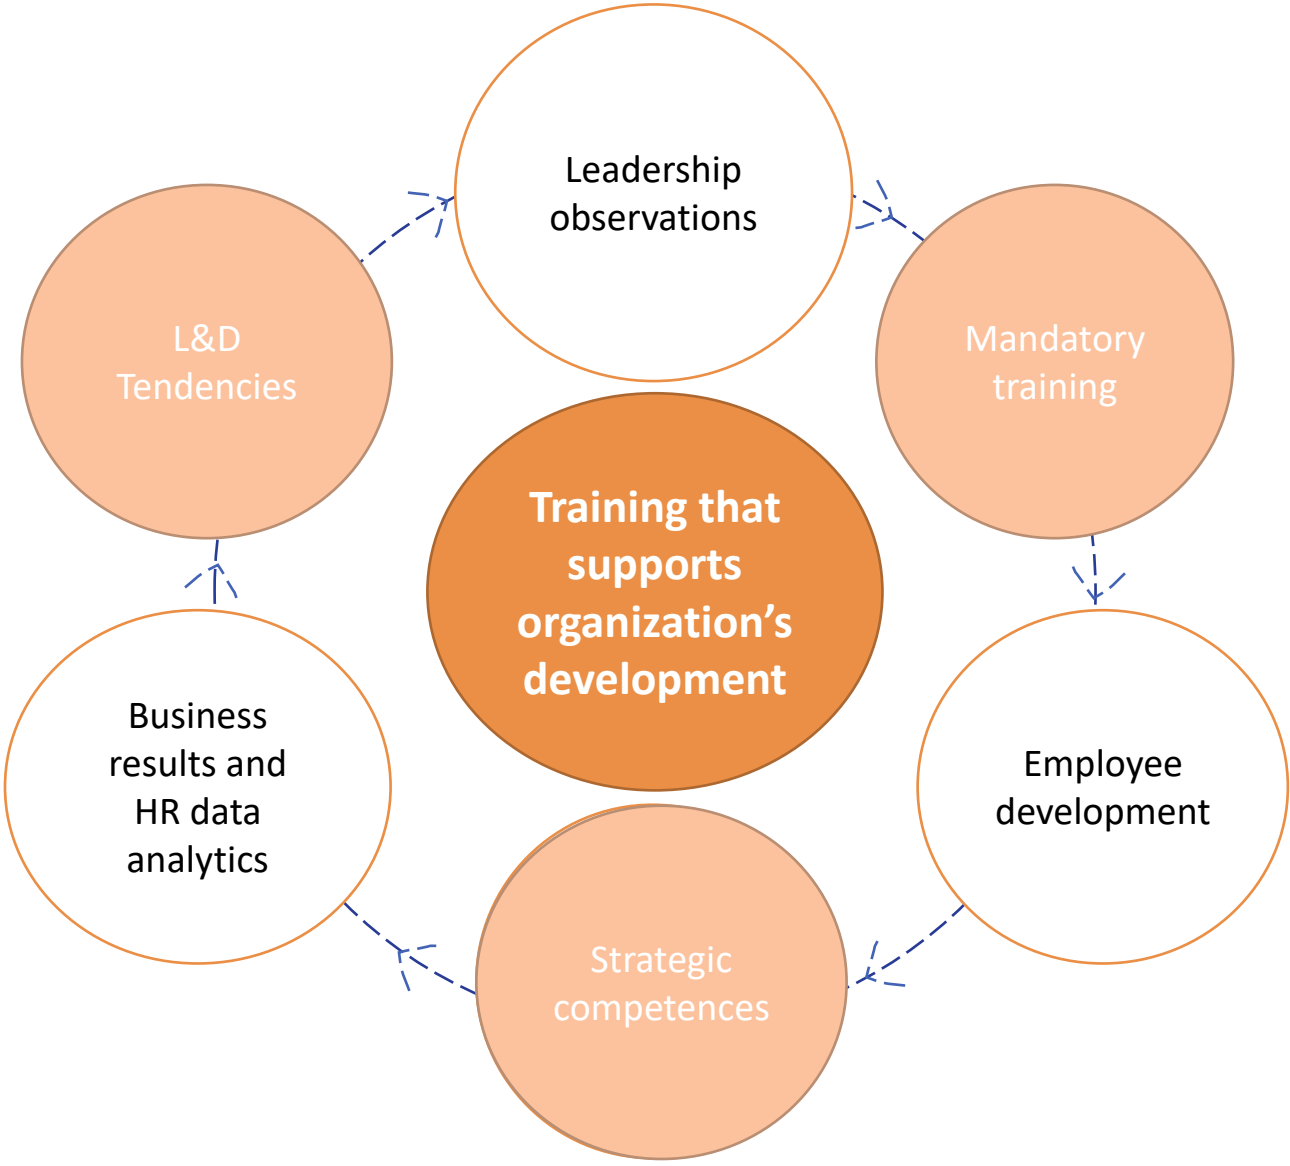 Leadership
observations
L&D
Tendencies
Mandatory
training
Training that
supports
organization’s
development
Business
results and
HR data
analytics
Employee
development
Strategic
competences